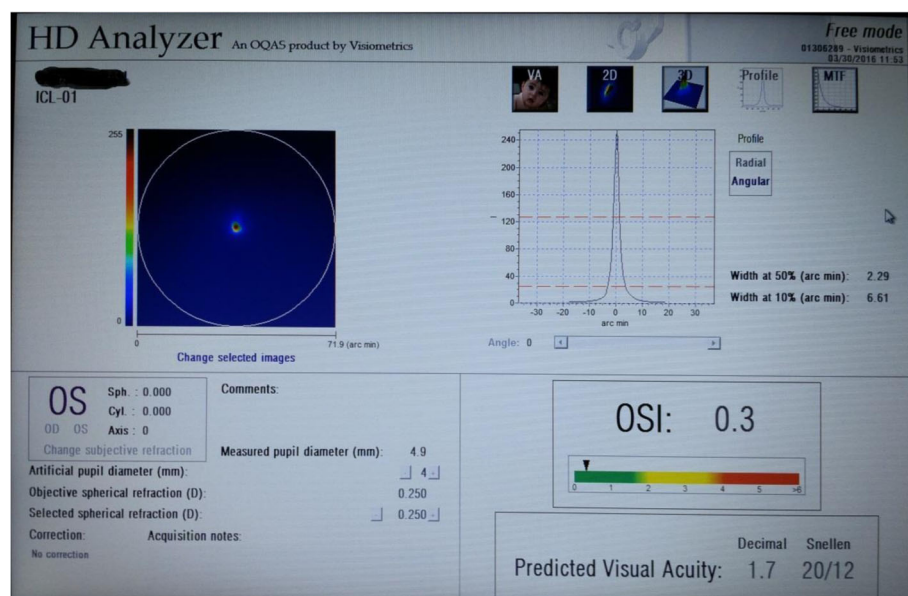 HD Analyzer An OQAS product by Visiometrics
Free mode
01306289 - Visiometrics
03/30/2016 11:53
ICL-01
VA 2D 3D Profile MTF
255
0
0 71.9 (arc min)
Change selected images
240
200
160
120
80
40
0
-30 -20 -10 0 10 20 30
arc min
Profile
Radial
Angular
Width at 50% (arc min): 2.29
Width at 10% (arc min): 6.61
Angle: 0
OS
OD OS
Sph. : 0.000
Cyl. : 0.000
Axis : 0
Change subjective refraction
Comments:
Measured pupil diameter (mm): 4.9
Artificial pupil diameter (mm): 4
Objective spherical refraction (D): 0.250
Selected spherical refraction (D): 0.250
Correction: Acquisition notes:
No correction
OSI: 0.3
0 1 2 3 4 5 >6
Decimal Snellen
Predicted Visual Acuity: 1.7 20/12